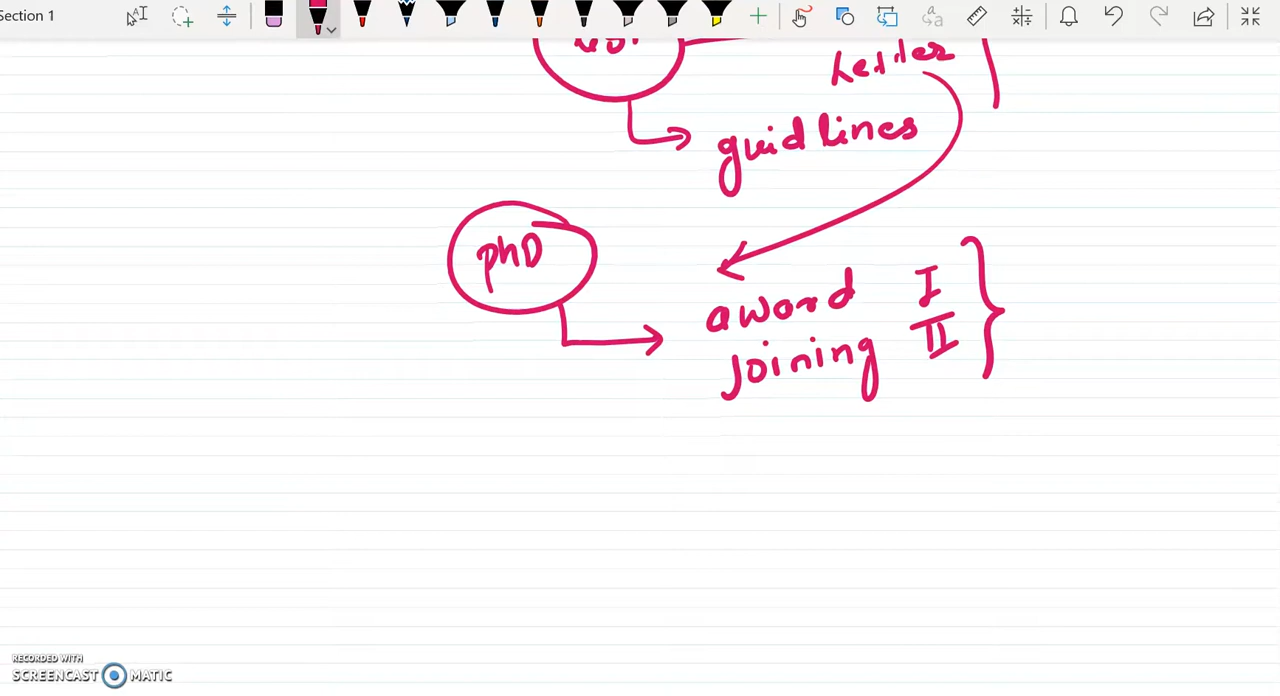 Section 1
Letter
guidlines
phD
award I
joining II
RECORDED WITH
SCREENCAST MATIC